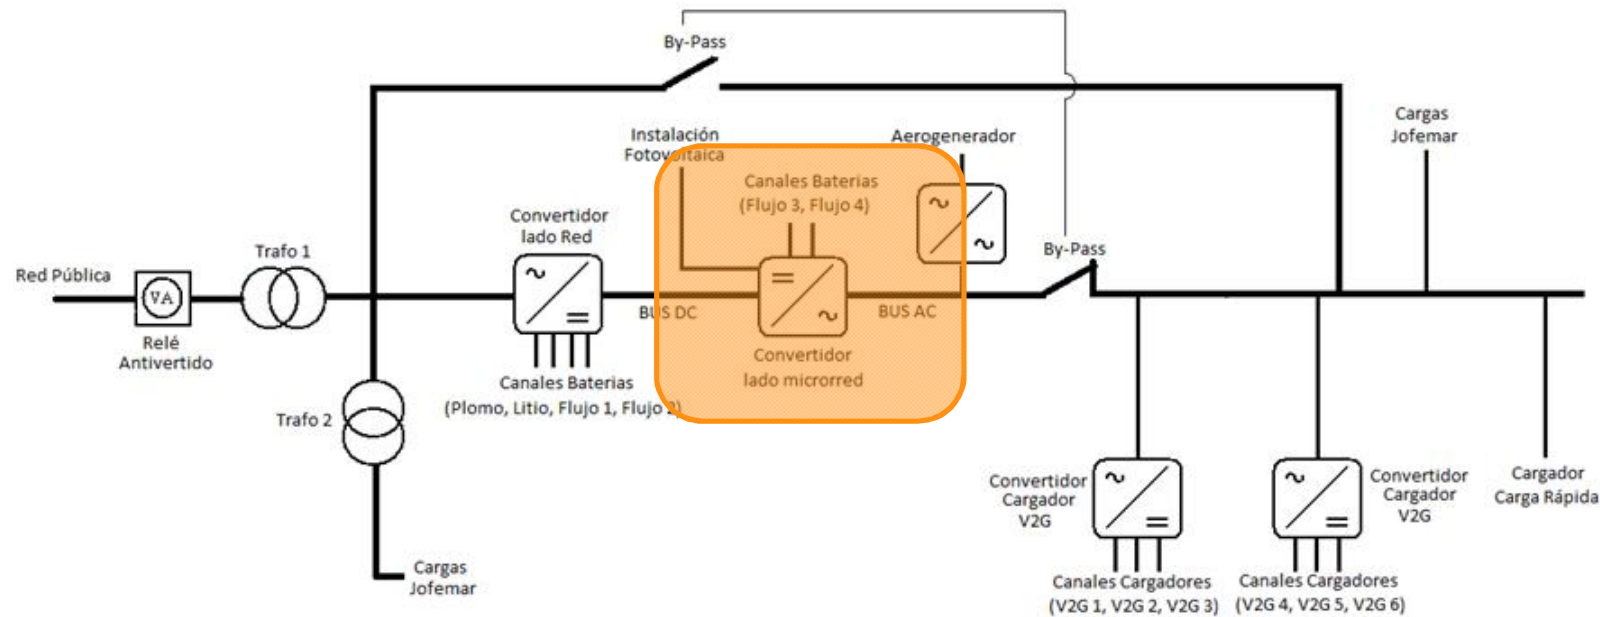 By-Pass
Instalación
Fotovoltaica
Aerogenerador
Cargas
Jofemar
Canales Baterias
(Flujo 3, Flujo 4)
Convertidor
lado Red
Trafo 1
By-Pass
Red Pública
VA
BUS DC
BUS AC
Relé
Antivertido
Convertidor
lado microrred
Canales Baterias
(Plomo, Litio, Flujo 1, Flujo 2)
Trafo 2
Convertidor
Cargador
V2G
Convertidor
Cargador
V2G
Cargador
Carga Rápida
Cargas
Jofemar
Canales Cargadores
(V2G 1, V2G 2, V2G 3)
Canales Cargadores
(V2G 4, V2G 5, V2G 6)